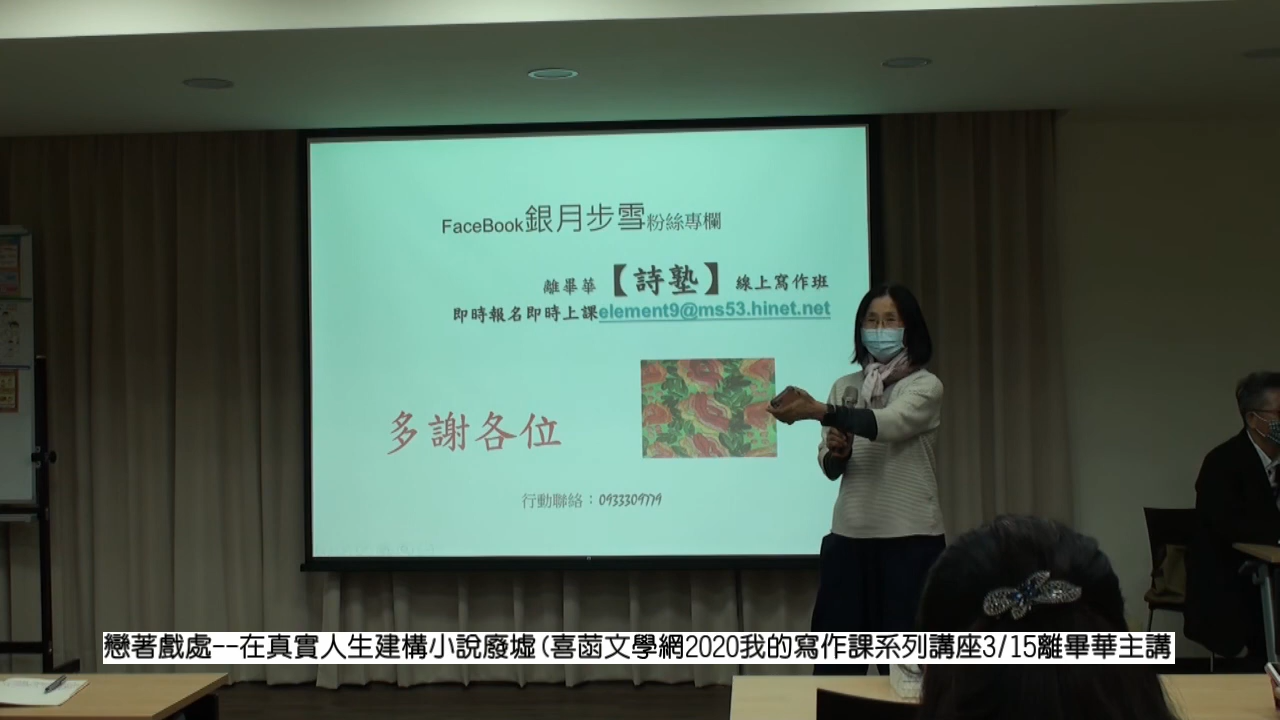 FaceBook銀月步雪粉絲專欄
離畢華【詩塾】線上寫作班
即時報名即時上課element9@ms53.hinet.net
多謝各位
行動聯絡：0933309779
戀著戲處--在真實人生建構小說廢墟(喜菡文學網2020我的寫作課系列講座3/15離畢華主講